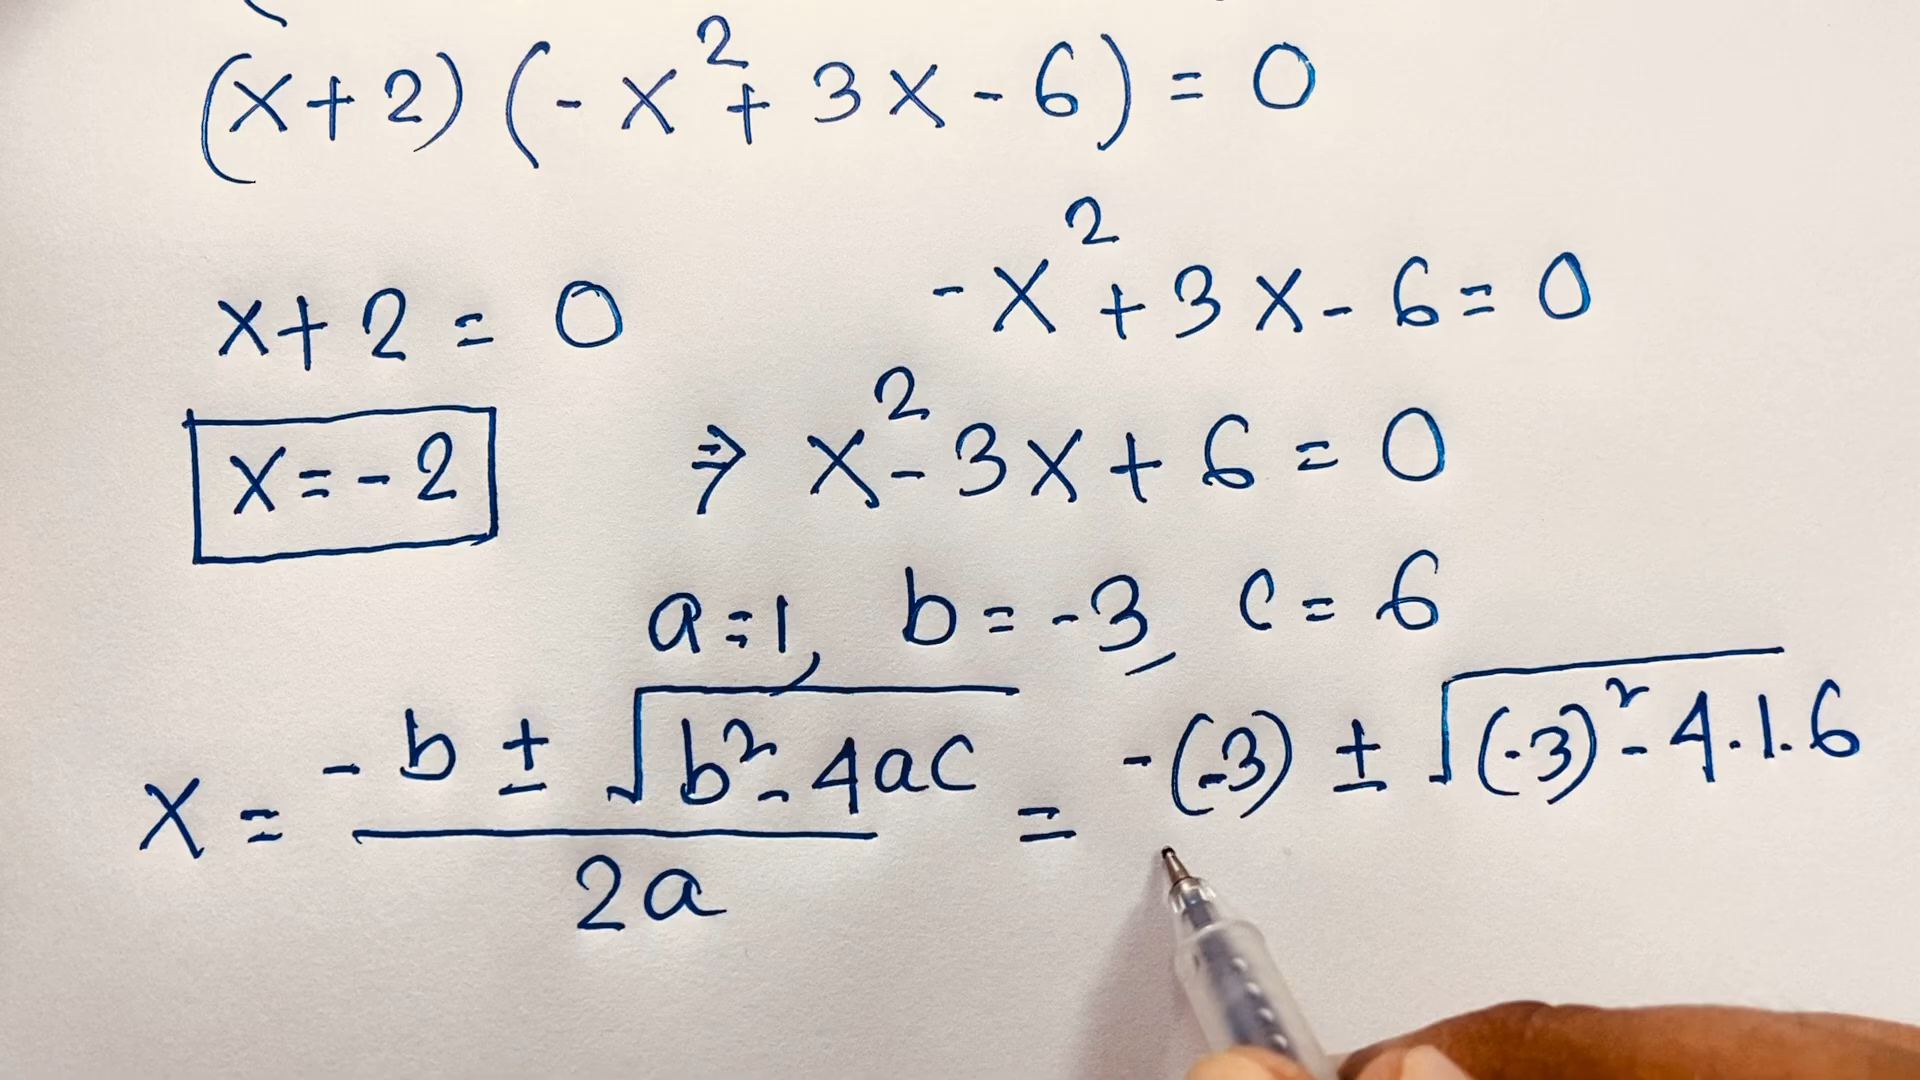 (x+2) (-x²+3x-6) = 0
x+2 = 0
-x²+3x-6 = 0
x = -2
⇒ x²-3x+6 = 0
a=1, b=-3, c=6
x = (-b ± √(b²-4ac))/2a = -(-3) ± √((-3)²-4.1.6)